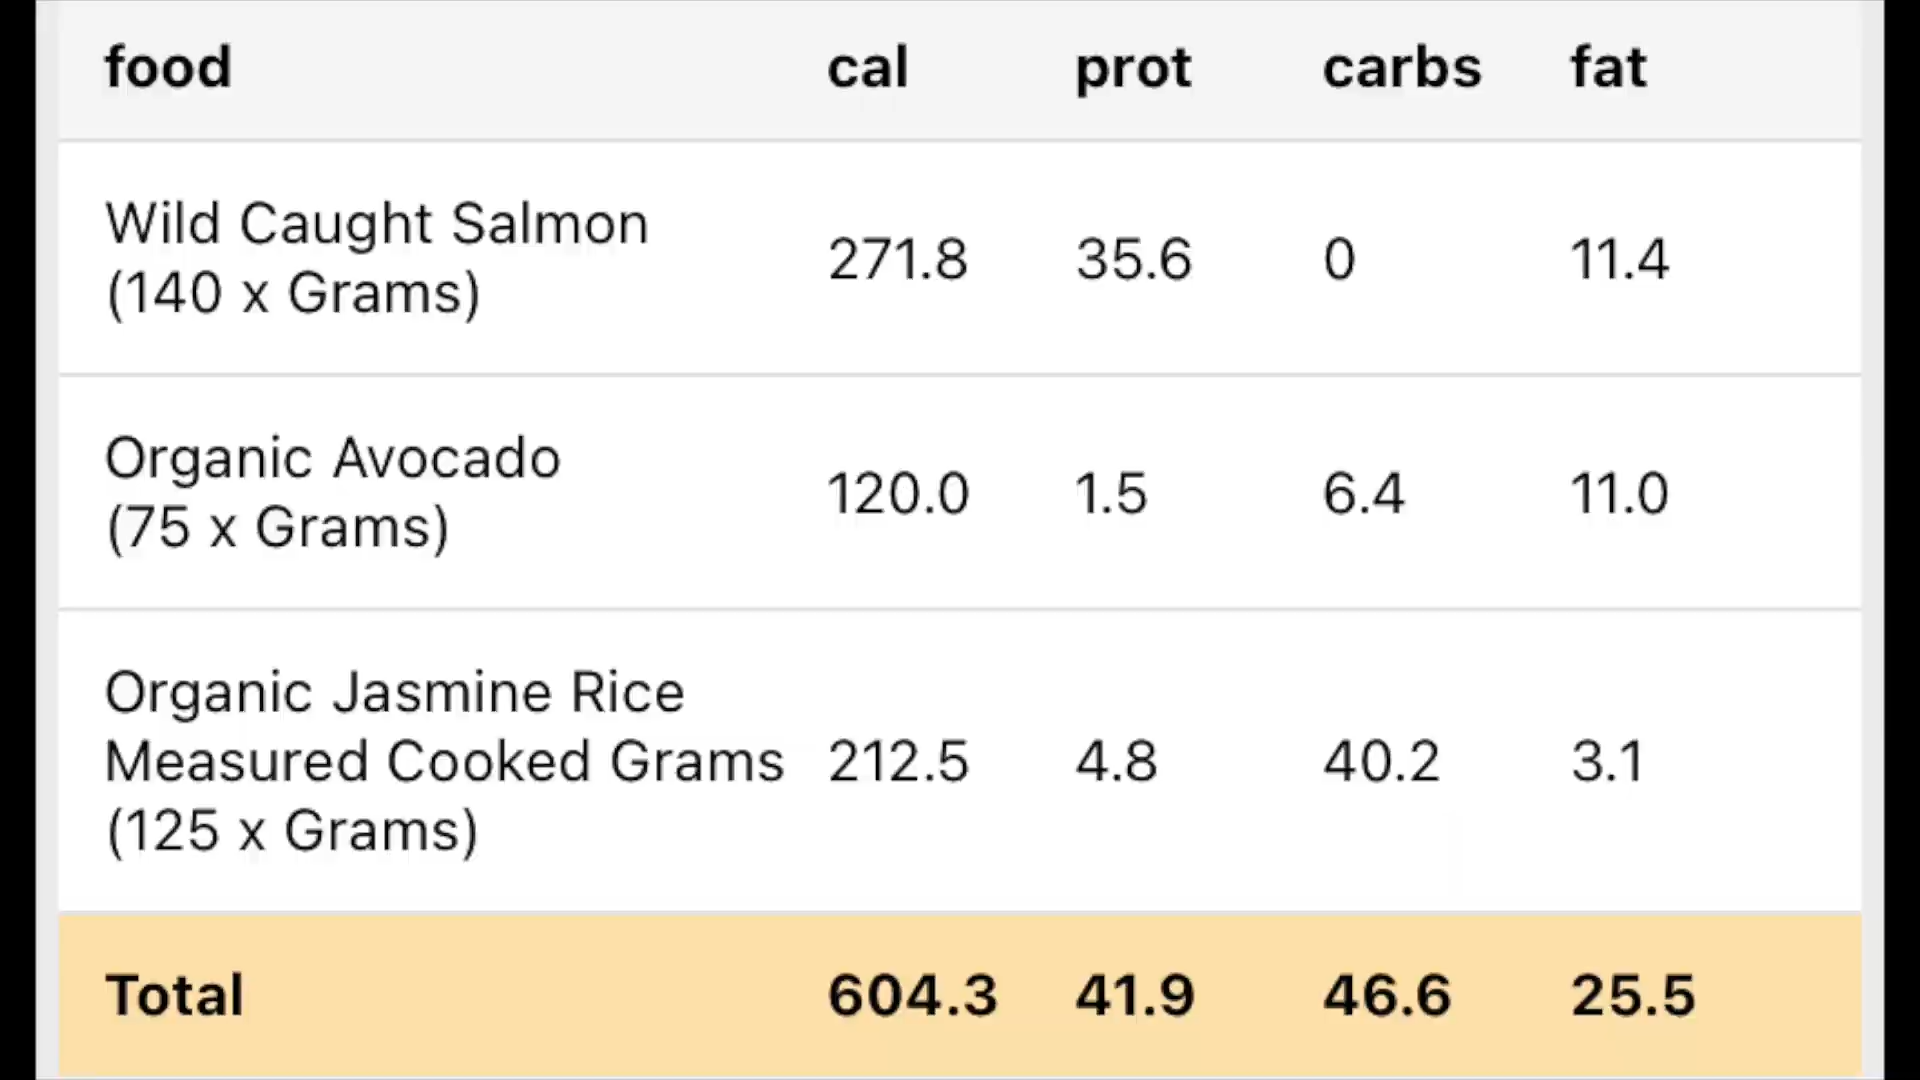 food cal prot carbs fat
Wild Caught Salmon
(140 x Grams) 271.8 35.6 0 11.4
Organic Avocado
(75 x Grams) 120.0 1.5 6.4 11.0
Organic Jasmine Rice
Measured Cooked Grams 212.5 4.8 40.2 3.1
(125 x Grams)
Total 604.3 41.9 46.6 25.5